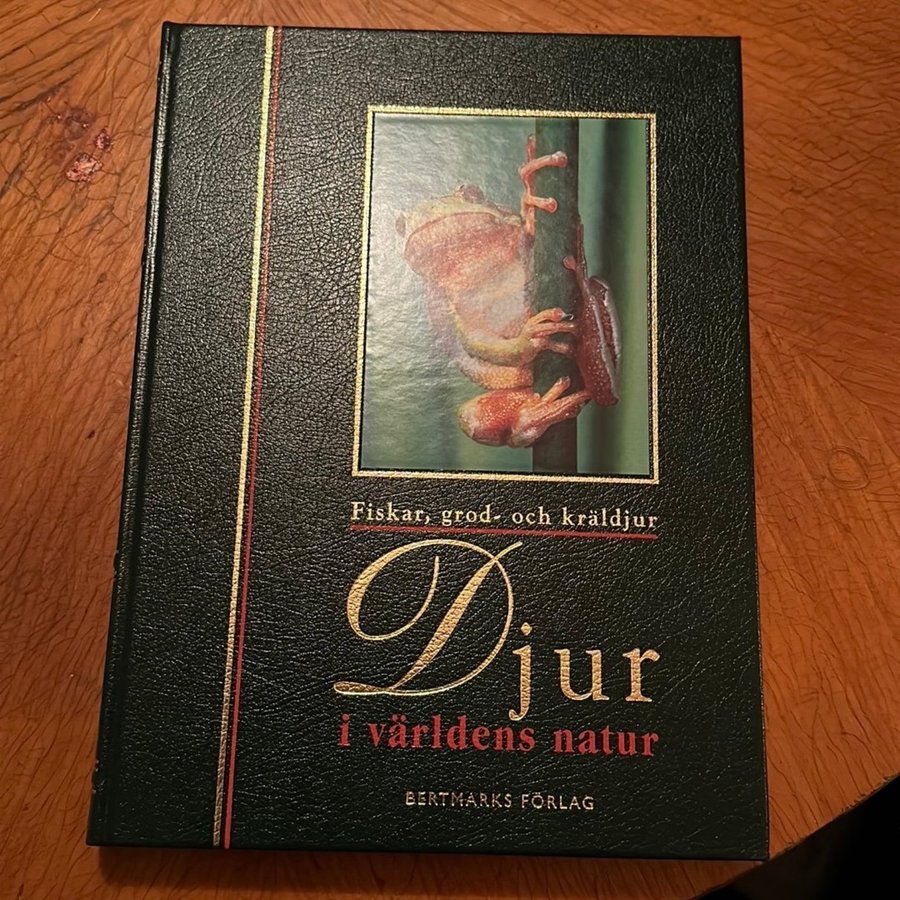 Fiskar, grod- och kräldjur
Djur
i världens natur
BERTMARKS FÖRLAG